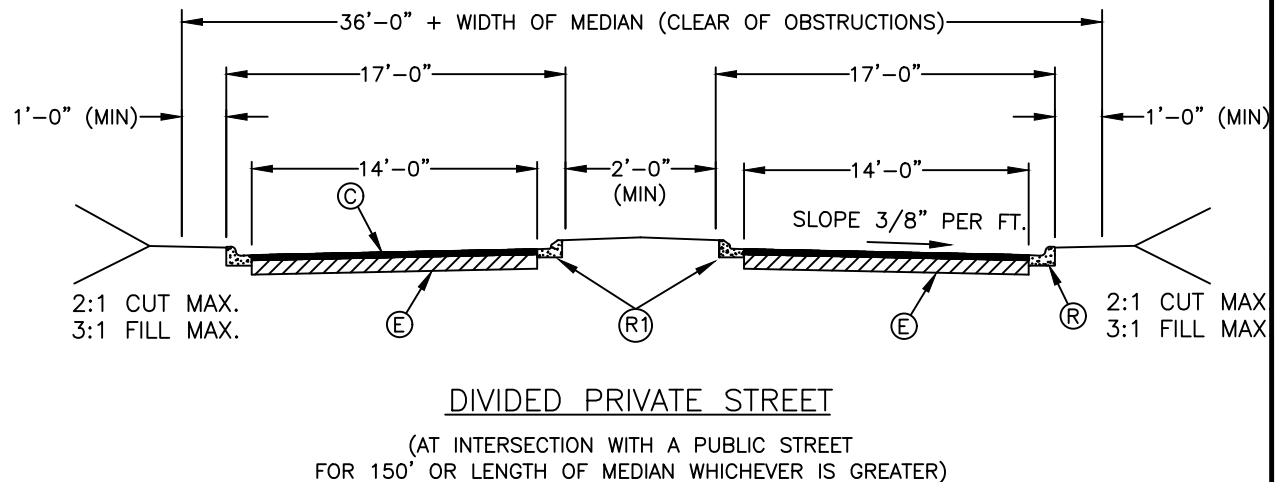 36'-0" + WIDTH OF MEDIAN (CLEAR OF OBSTRUCTIONS)
17'-0" 17'-0"
1'-0" (MIN) 1'-0" (MIN)
14'-0" 2'-0" 14'-0"
(MIN)
C
SLOPE 3/8" PER FT.
2:1 CUT MAX. 2:1 CUT MAX
3:1 FILL MAX. E R1 E R 3:1 FILL MAX
DIVIDED PRIVATE STREET
(AT INTERSECTION WITH A PUBLIC STREET
FOR 150' OR LENGTH OF MEDIAN WHICHEVER IS GREATER)